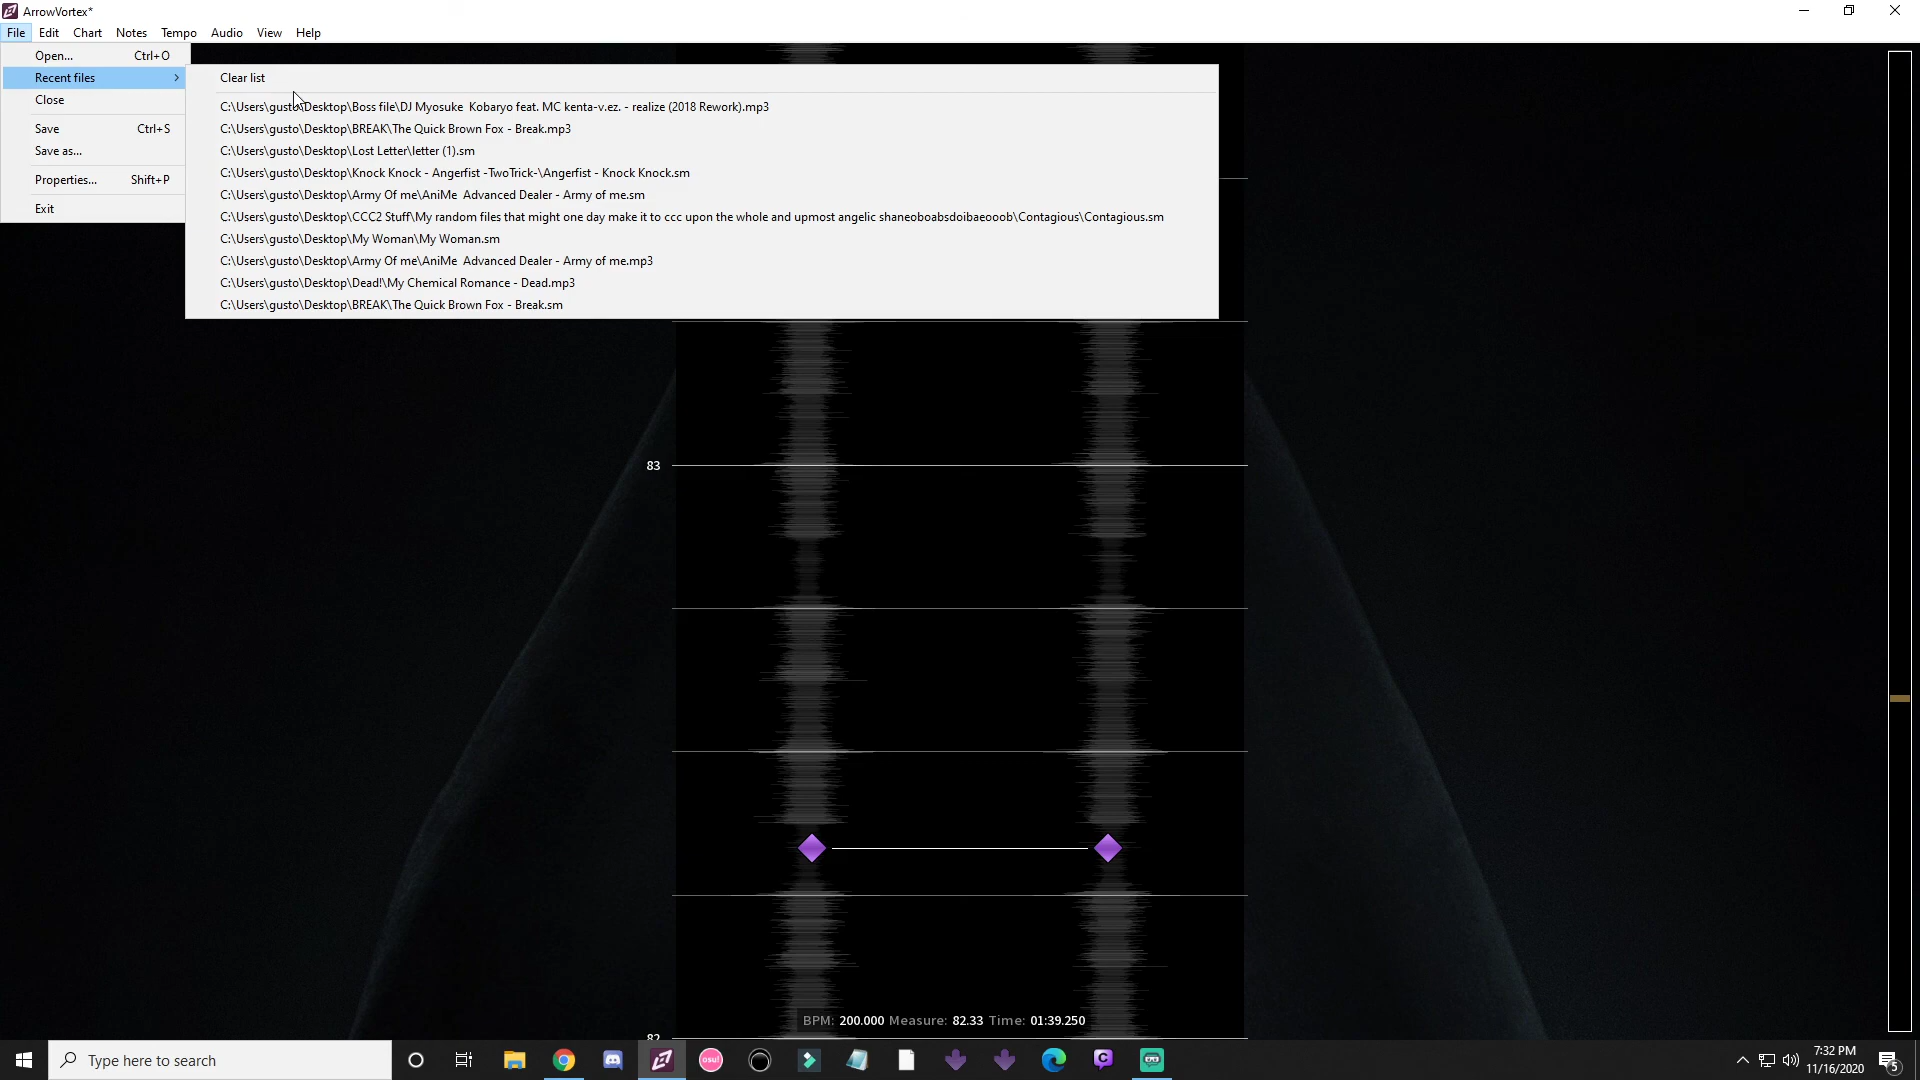 ArrowVortex*
File Edit Chart Notes Tempo Audio View Help
Open... Ctrl+O
Recent files
Close
Save Ctrl+S
Save as...
Properties... Shift+P
Exit
Clear list
C:\Users\gusto\Desktop\Boss file\DJ Myosuke  Kobaryo feat. MC kenta-v.ez. - realize (2018 Rework).mp3
C:\Users\gusto\Desktop\BREAK\The Quick Brown Fox - Break.mp3
C:\Users\gusto\Desktop\Lost Letter\letter (1).sm
C:\Users\gusto\Desktop\Knock Knock - Angerfist -TwoTrick-\Angerfist - Knock Knock.sm
C:\Users\gusto\Desktop\Army Of me\AniMe  Advanced Dealer - Army of me.sm
C:\Users\gusto\Desktop\CCC2 Stuff\My random files that might one day make it to ccc upon the whole and upmost angelic shaneoboabsdoibaeooob\Contagious\Contagious.sm
C:\Users\gusto\Desktop\My Woman\My Woman.sm
C:\Users\gusto\Desktop\Army Of me\AniMe  Advanced Dealer - Army of me.mp3
C:\Users\gusto\Desktop\Dead!\My Chemical Romance - Dead.mp3
C:\Users\gusto\Desktop\BREAK\The Quick Brown Fox - Break.sm
83
BPM: 200.000 Measure: 82.33 Time: 01:39.250
82
Type here to search
osu!
7:32 PM
11/16/2020
5